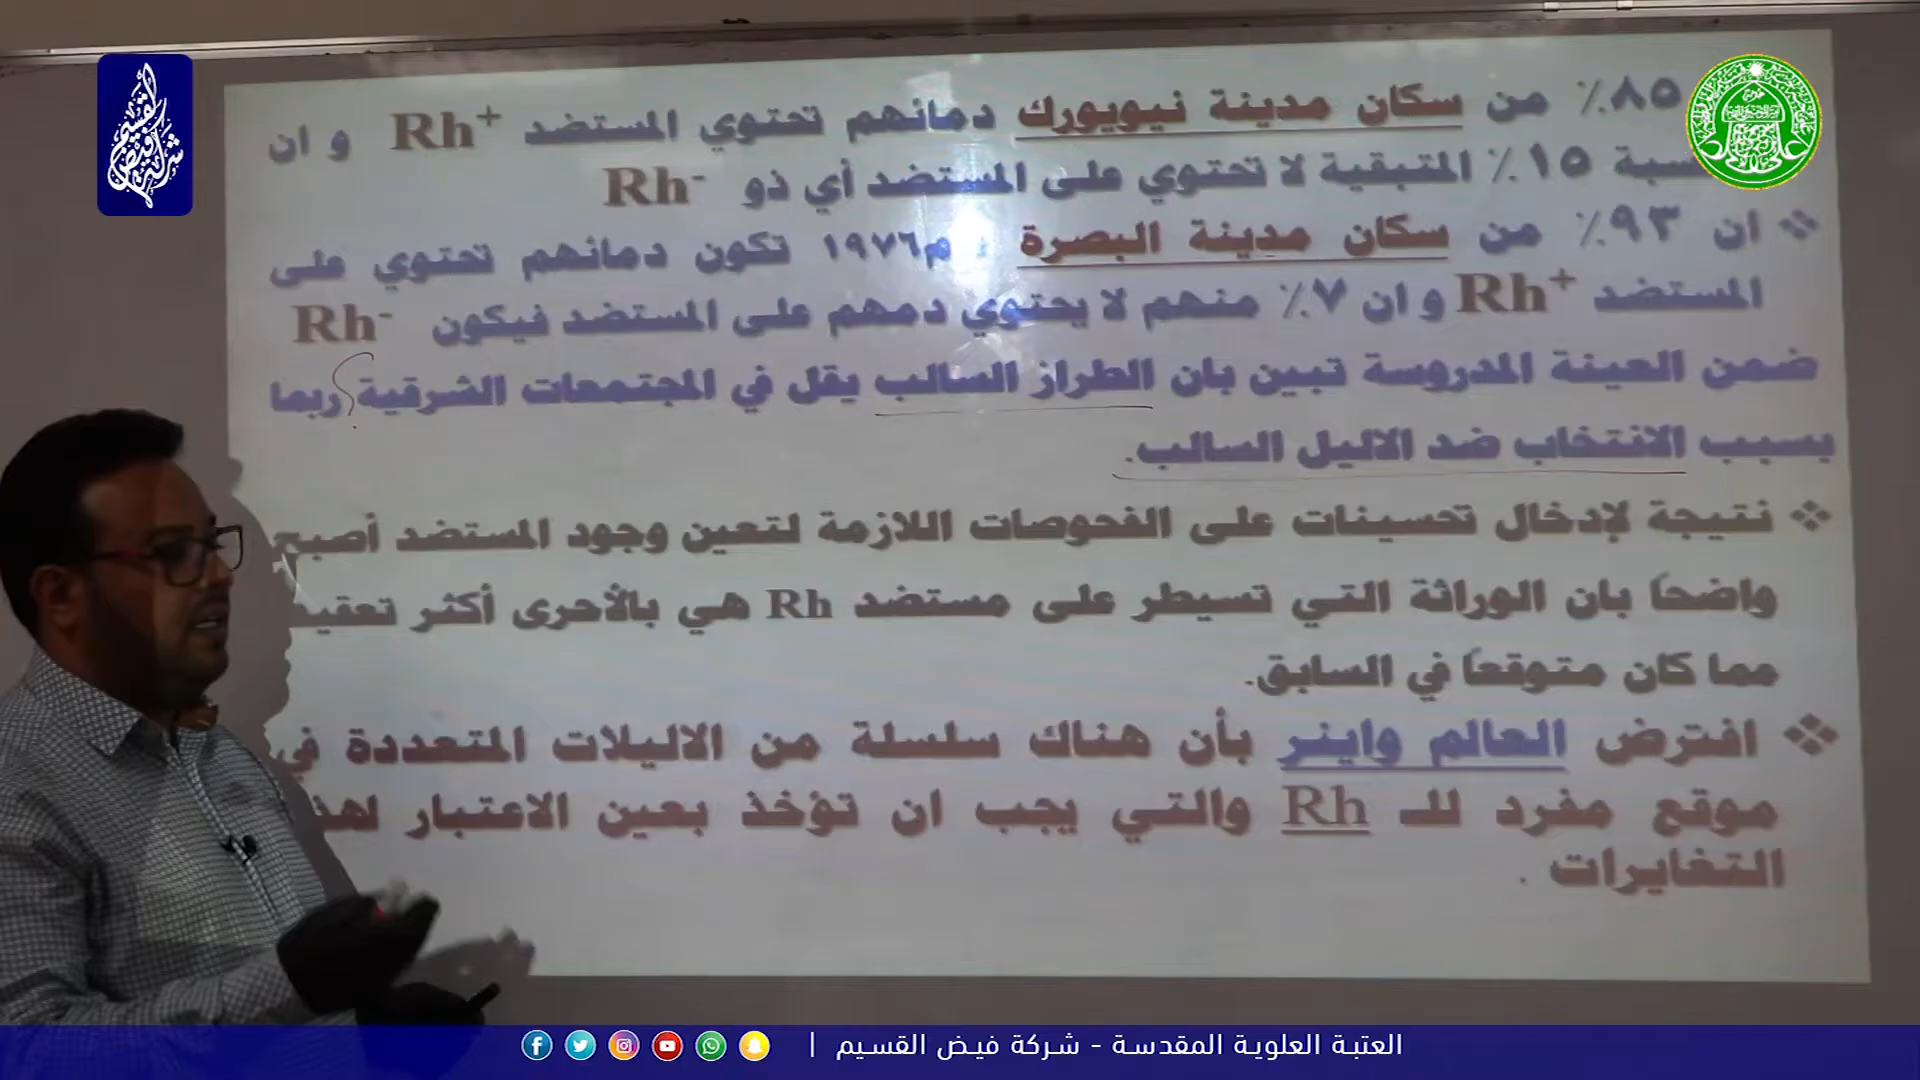 ٨٥٪ من سكان مدينة نيويورك دمائهم تحتوي المستضد Rh⁺ و ان
١٥٪ المتبقية لا تحتوي على المستضد أي ذو Rh⁻
❖ ان ٩٣٪ من سكان مدينة البصرة ١٩٧٦م تكون دمائهم تحتوي على
المستضد Rh⁺ و ان ٧٪ منهم لا يحتوي دمهم على المستضد فيكون Rh⁻
ضمن العينة المدروسة تبين بان الطراز السالب يقل في المجتمعات الشرقية ربما
بسبب الانتخاب ضد الاليل السالب.
❖ نتيجة لإدخال تحسينات على الفحوصات اللازمة لتعين وجود المستضد أصبح
واضحاً بان الوراثة التي تسيطر على مستضد Rh هي بالأحرى أكثر تعقيد
مما كان متوقعاً في السابق.
❖ افترض العالم واينر بأن هناك سلسلة من الاليلات المتعددة في
موقع مفرد للـ Rh والتي يجب ان تؤخذ بعين الاعتبار لهذ
التغايرات .
العتبة العلوية المقدسة - شركة فيض القسيم |